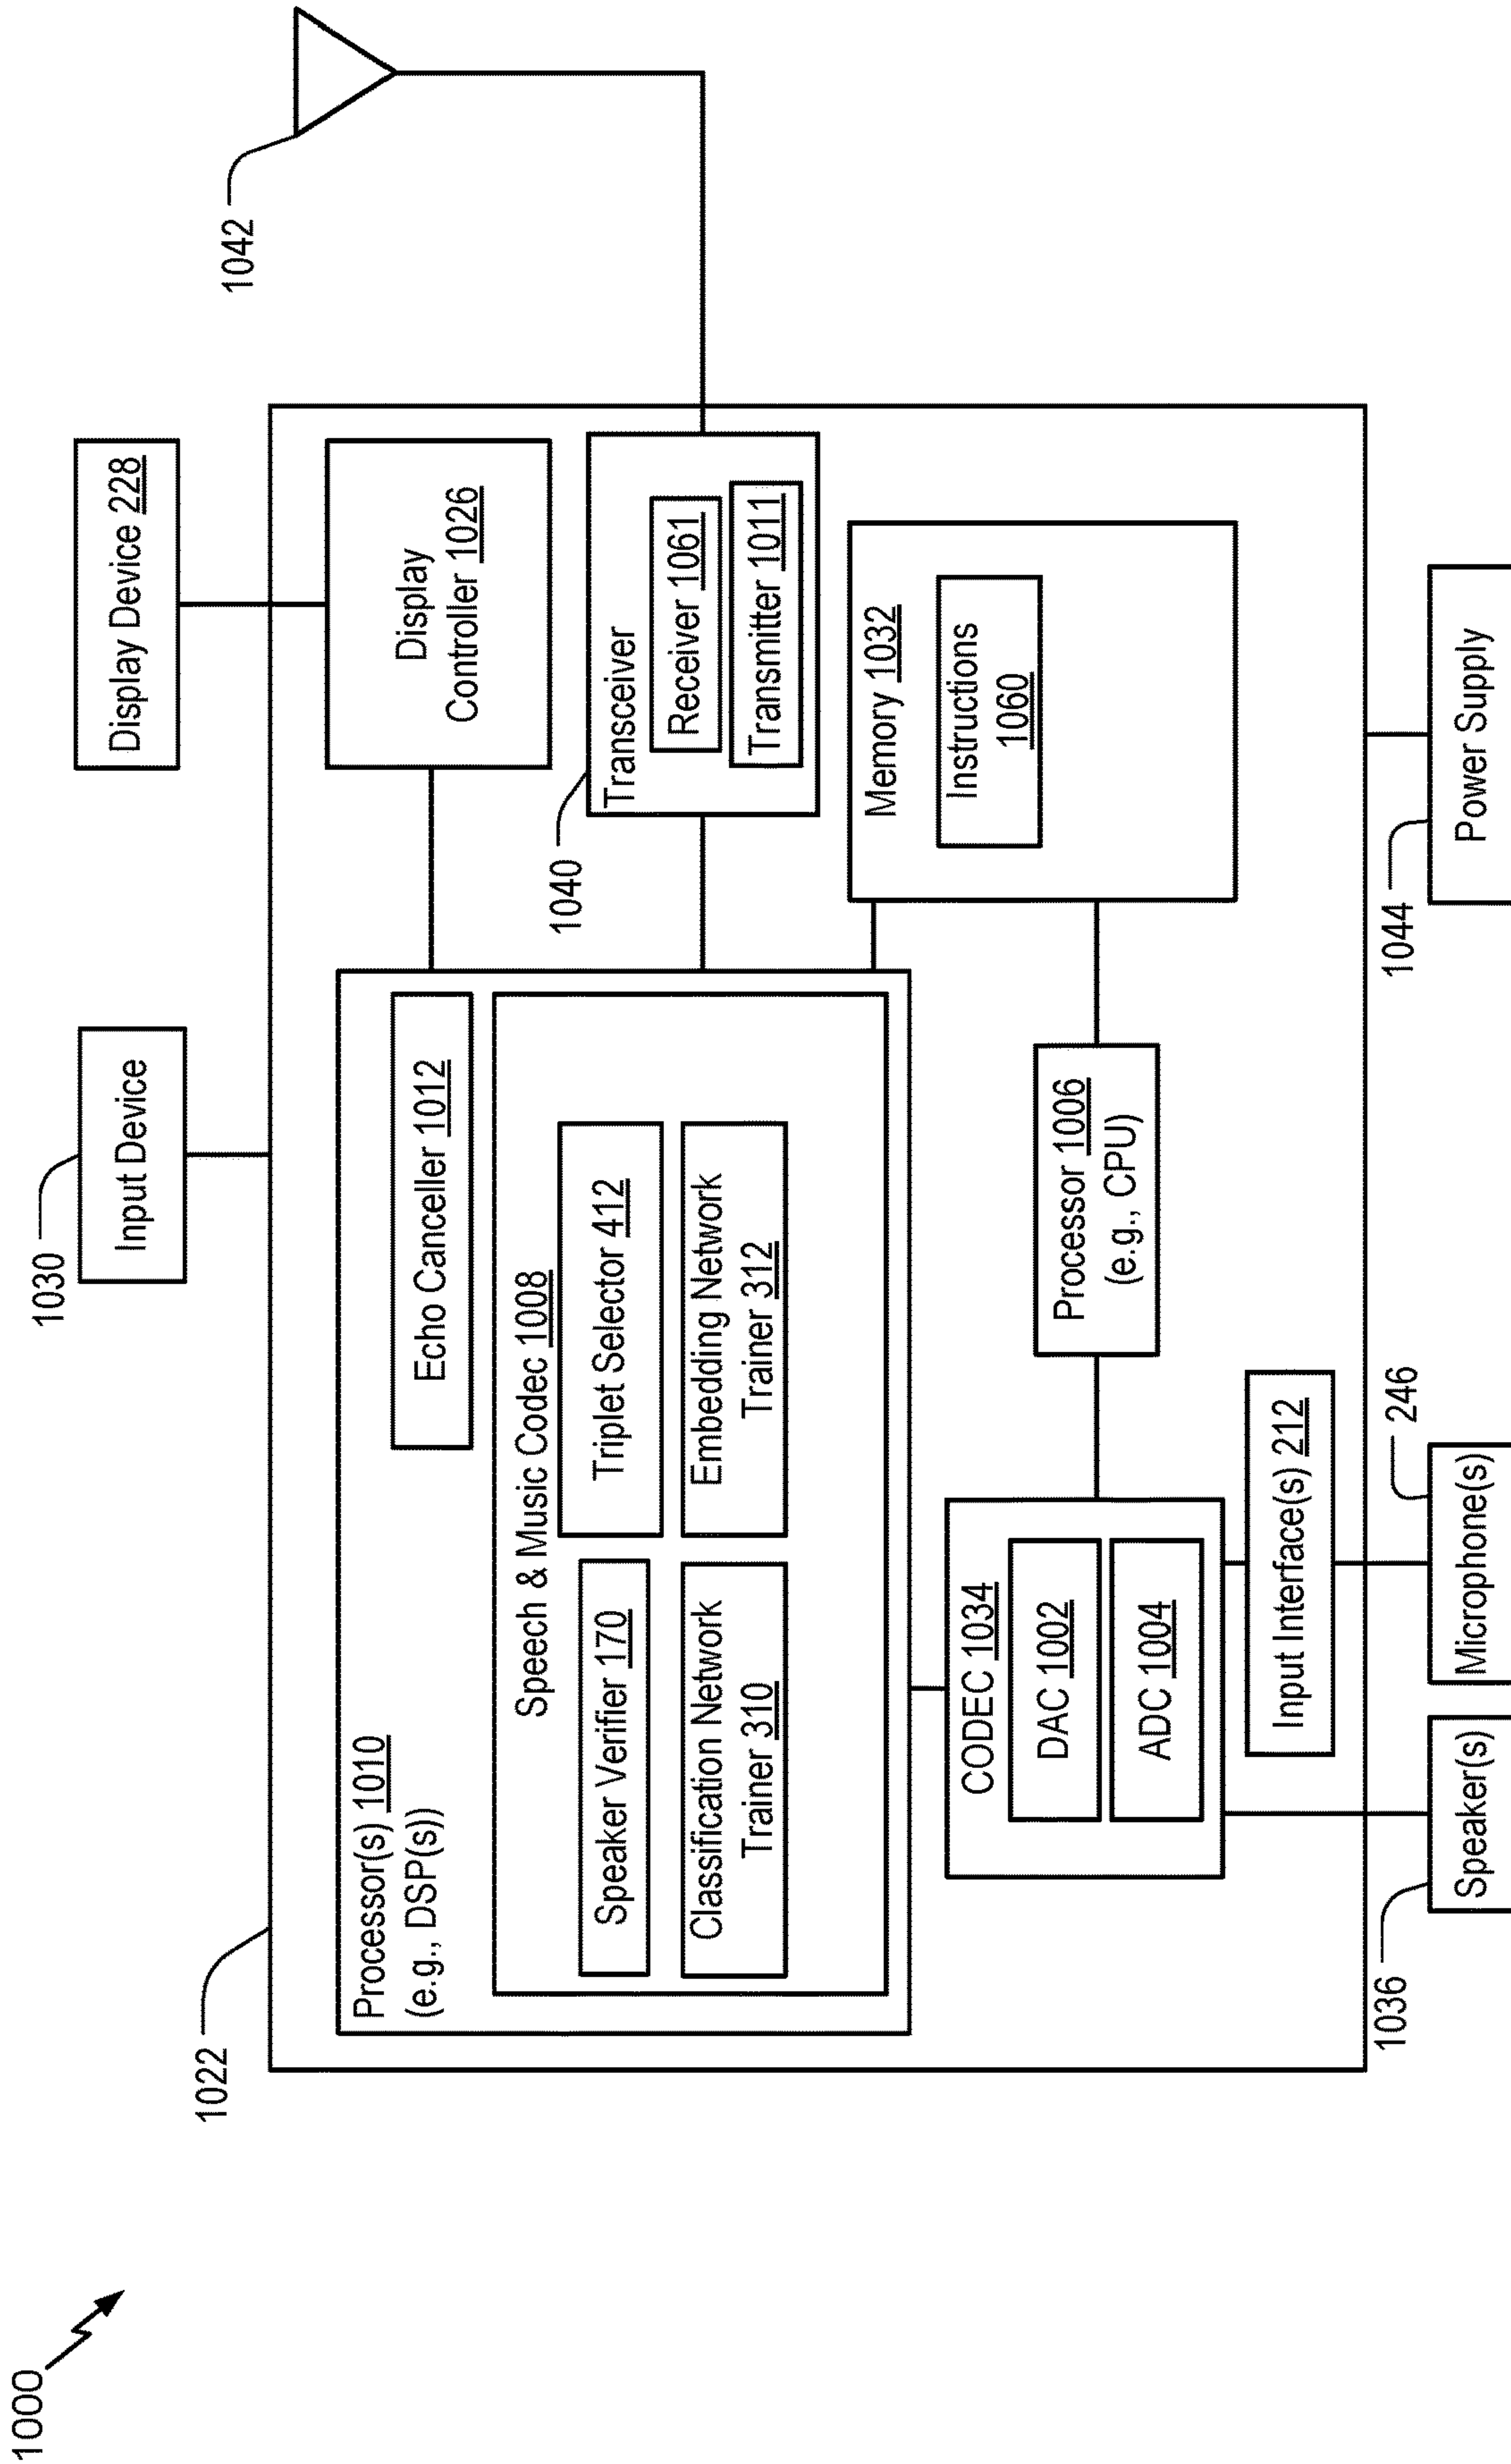 1000
1022
1030
Input Device
Display Device 228
1042
Processor(s) 1010
(e.g., DSP(s))
Echo Canceller 1012
Display
Controller 1026
Speech & Music Codec 1008
Speaker Verifier 170
Triplet Selector 412
Classification Network
Trainer 310
Embedding Network
Trainer 312
1040
Transceiver
Receiver 1061
Transmitter 1011
Memory 1032
Instructions
1060
CODEC 1034
DAC 1002
ADC 1004
Processor 1006
(e.g., CPU)
Input Interface(s) 212
1036
Speaker(s)
246
Microphone(s)
1044
Power Supply